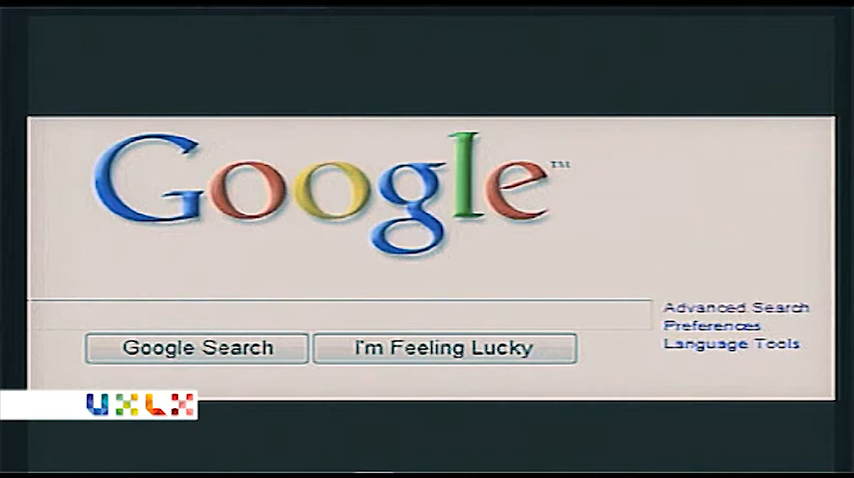 Google™
Advanced Search
Preferences
Language Tools
Google Search
I'm Feeling Lucky
UXLX